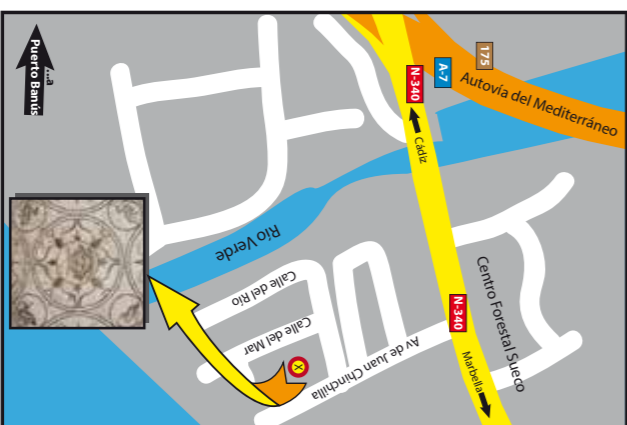 ...a
Puerto Banús
175
A-7
Autovía del Mediterráneo
N-340
Cádiz
Río Verde
Centro Forestal Sueco
N-340
Marbella
Calle del Río
Calle del Mar
Av de Juan Chinchilla
X